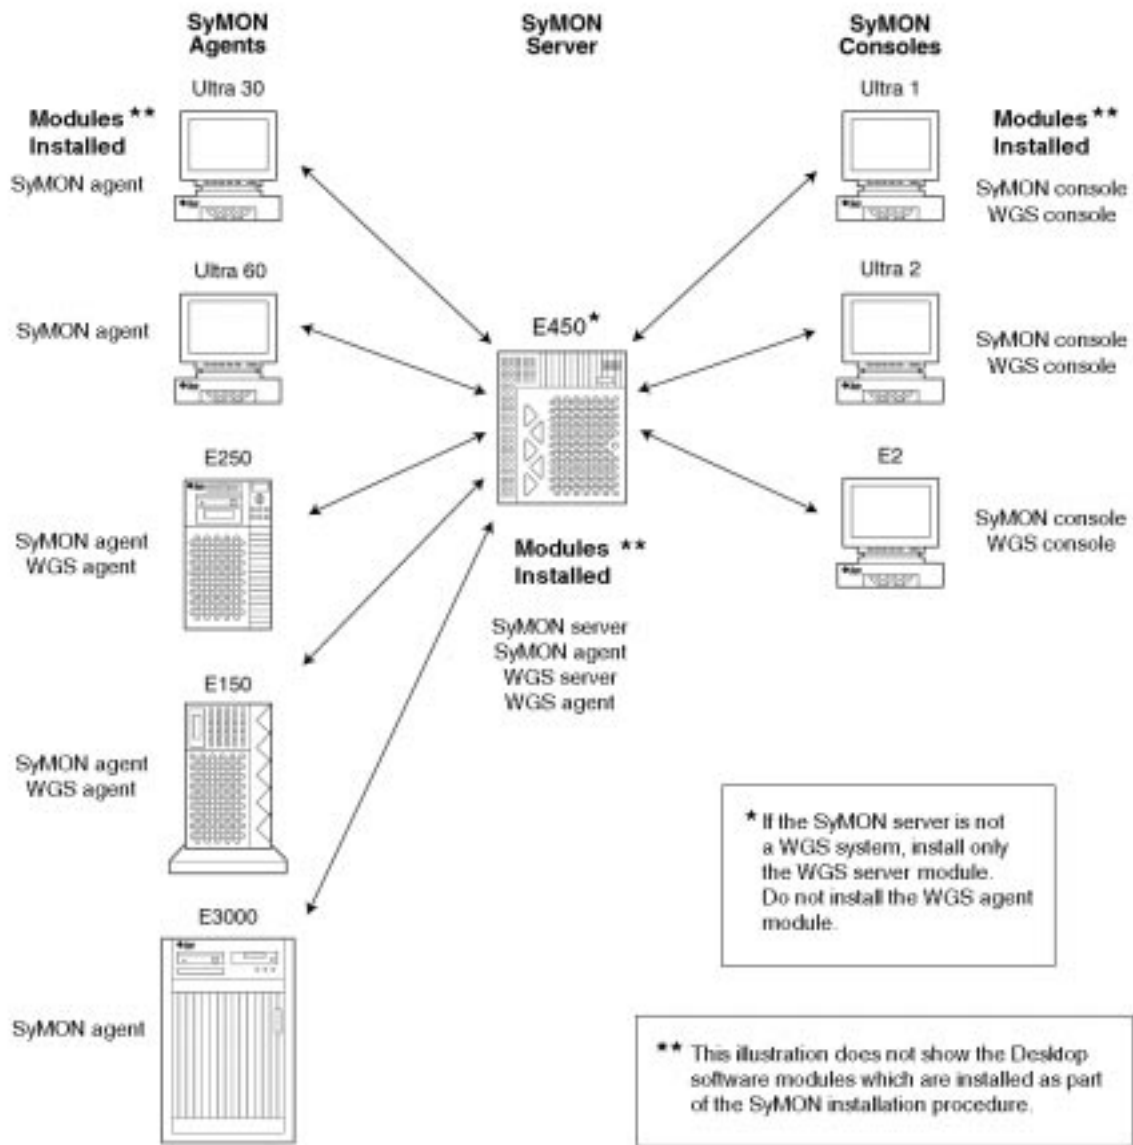 SyMON
Agents
SyMON
Server
SyMON
Consoles
Ultra 30
Modules **
Installed
SyMON agent
Ultra 60
SyMON agent
E250
SyMON agent
WGS agent
E150
SyMON agent
WGS agent
E3000
SyMON agent
E450*
Modules **
Installed
SyMON server
SyMON agent
WGS server
WGS agent
Ultra 1
Modules **
Installed
SyMON console
WGS console
Ultra 2
SyMON console
WGS console
E2
SyMON console
WGS console
* If the SyMON server is not
a WGS system, install only
the WGS server module.
Do not install the WGS agent
module.
** This illustration does not show the Desktop
software modules which are installed as part
of the SyMON installation procedure.